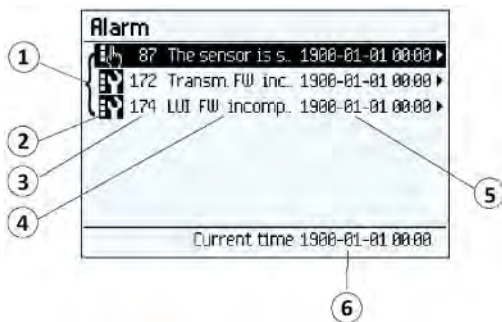 Alarm
87 The sensor is s.. 1900-01-01 00:00
172 Transm. FW inc.. 1900-01-01 00:00
174 LUI FW incomp.. 1900-01-01 00:00
Current time 1900-01-01 00:00
1
2
3
4
5
6